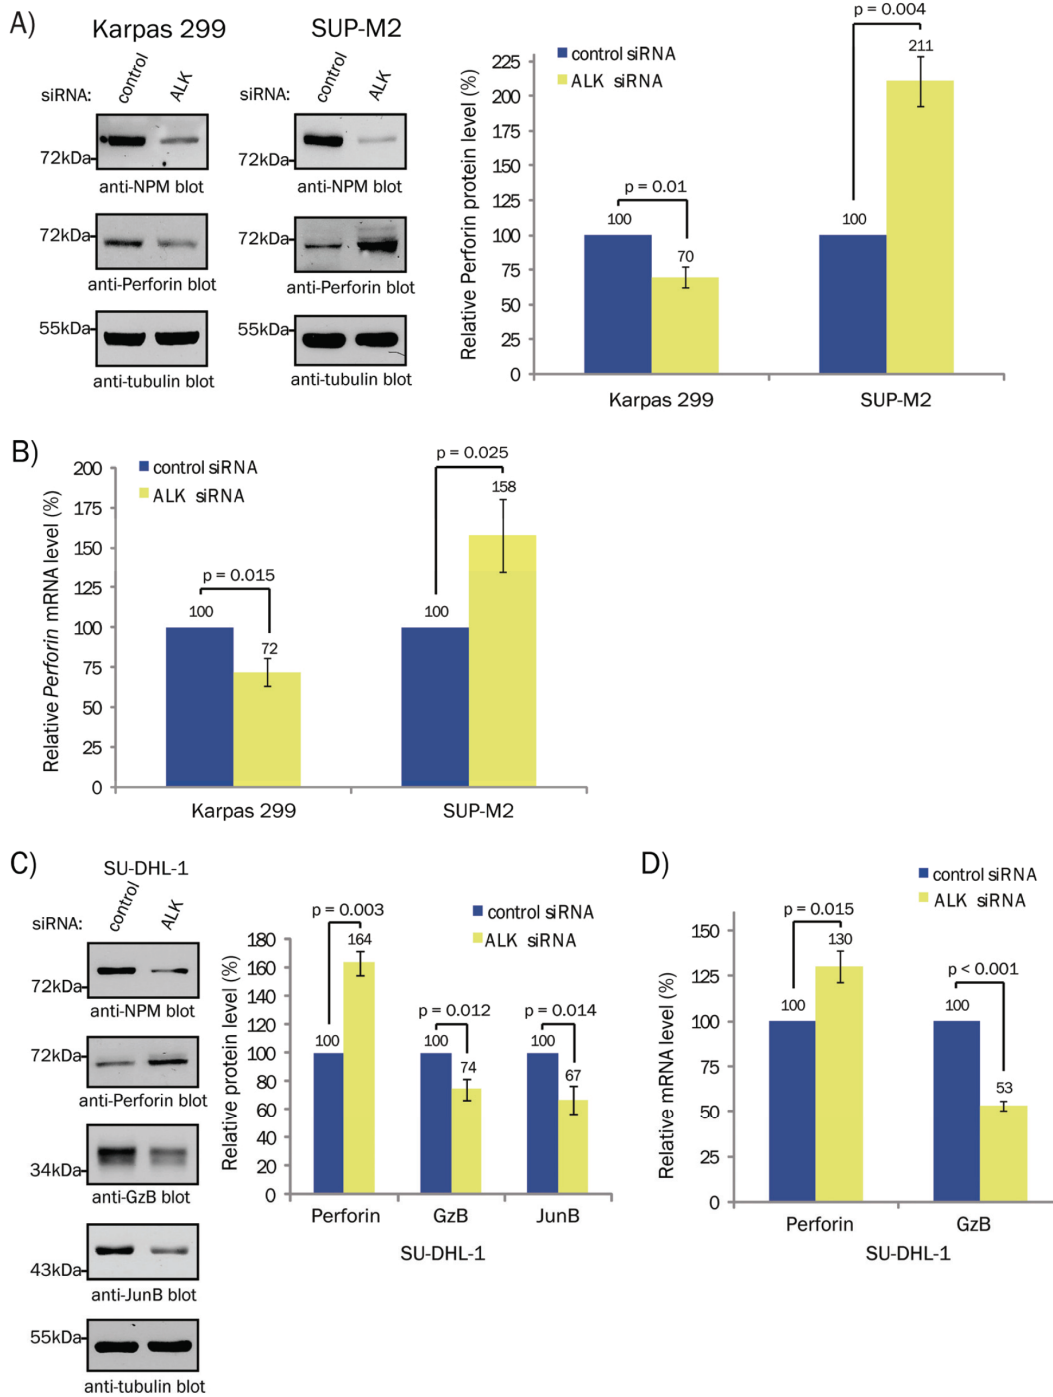 A)
Karpas 299
SUP-M2
siRNA:
control
ALK
siRNA:
control
ALK
72kDa
72kDa
anti-NPM blot
anti-NPM blot
72kDa
72kDa
anti-Perforin blot
anti-Perforin blot
55kDa
55kDa
anti-tubulin blot
anti-tubulin blot
Relative Perforin protein level (%)
control siRNA
ALK siRNA
225
200
175
150
125
100
75
50
25
0
p = 0.01
100
70
p = 0.004
100
211
Karpas 299
SUP-M2
B)
Relative Perforin mRNA level (%)
control siRNA
ALK siRNA
200
175
150
125
100
75
50
25
0
p = 0.015
100
72
p = 0.025
100
158
Karpas 299
SUP-M2
C)
SU-DHL-1
siRNA:
control
ALK
72kDa
anti-NPM blot
72kDa
anti-Perforin blot
34kDa
anti-GzB blot
43kDa
anti-JunB blot
55kDa
anti-tubulin blot
Relative protein level (%)
control siRNA
ALK siRNA
180
160
140
120
100
80
60
40
20
0
p = 0.003
100
164
p = 0.012
100
74
p = 0.014
100
67
Perforin
GzB
JunB
SU-DHL-1
D)
control siRNA
ALK siRNA
Relative mRNA level (%)
150
125
100
75
50
25
0
p = 0.015
100
130
p < 0.001
100
53
Perforin
GzB
SU-DHL-1